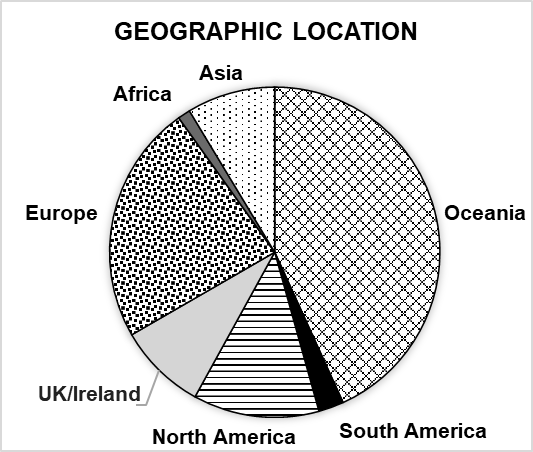 GEOGRAPHIC LOCATION
Asia
Africa
Europe
Oceania
UK/Ireland
North America
South America